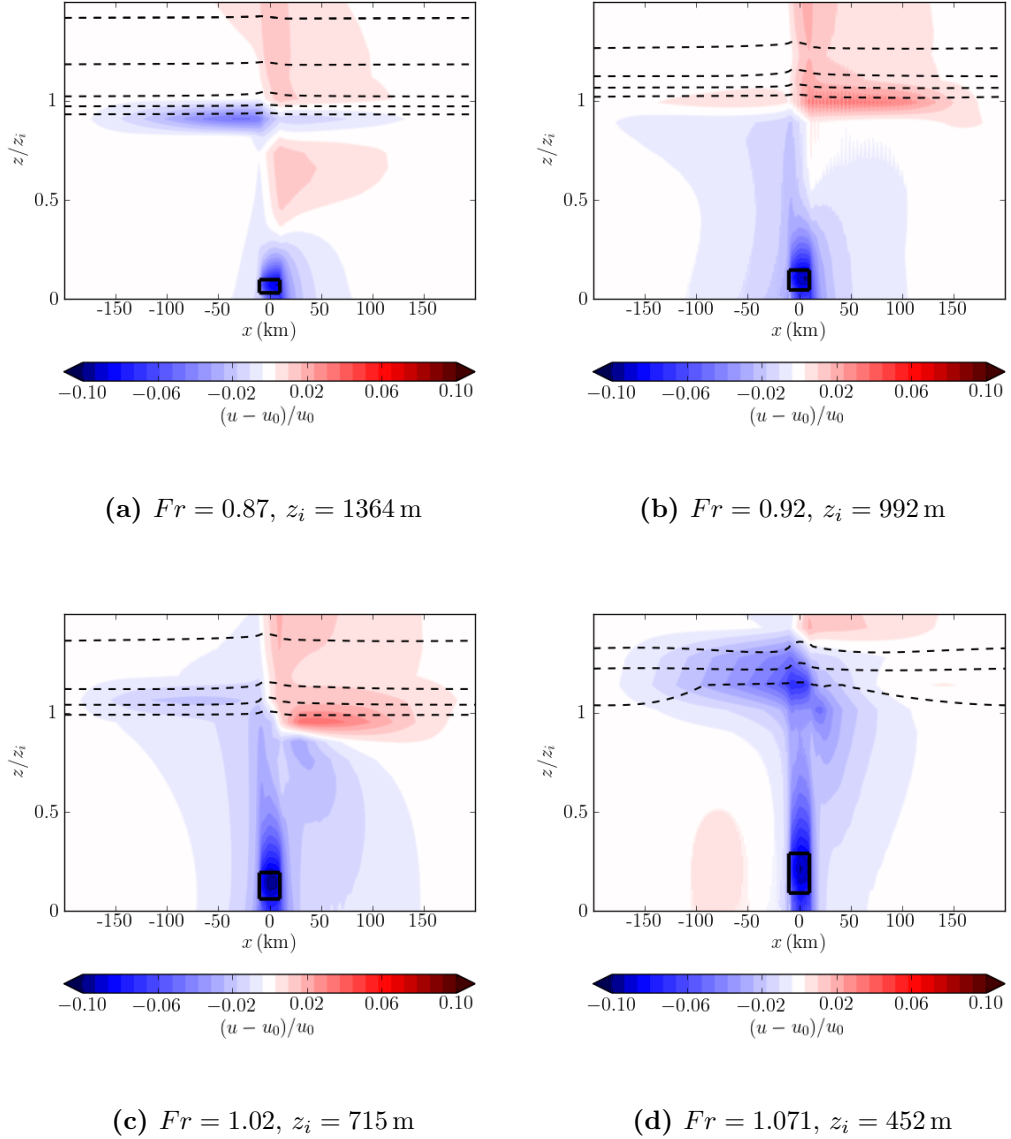 1
0.5
0
z/z_i
-150 -100 -50 0 50 100 150
x (km)
−0.10 −0.06 −0.02 0.02 0.06 0.10
(u − u_0)/u_0
(a) Fr = 0.87, z_i = 1364 m
1
0.5
0
z/z_i
-150 -100 -50 0 50 100 150
x (km)
−0.10 −0.06 −0.02 0.02 0.06 0.10
(u − u_0)/u_0
(b) Fr = 0.92, z_i = 992 m
1
0.5
0
z/z_i
-150 -100 -50 0 50 100 150
x (km)
−0.10 −0.06 −0.02 0.02 0.06 0.10
(u − u_0)/u_0
(c) Fr = 1.02, z_i = 715 m
1
0.5
0
z/z_i
-150 -100 -50 0 50 100 150
x (km)
−0.10 −0.06 −0.02 0.02 0.06 0.10
(u − u_0)/u_0
(d) Fr = 1.071, z_i = 452 m